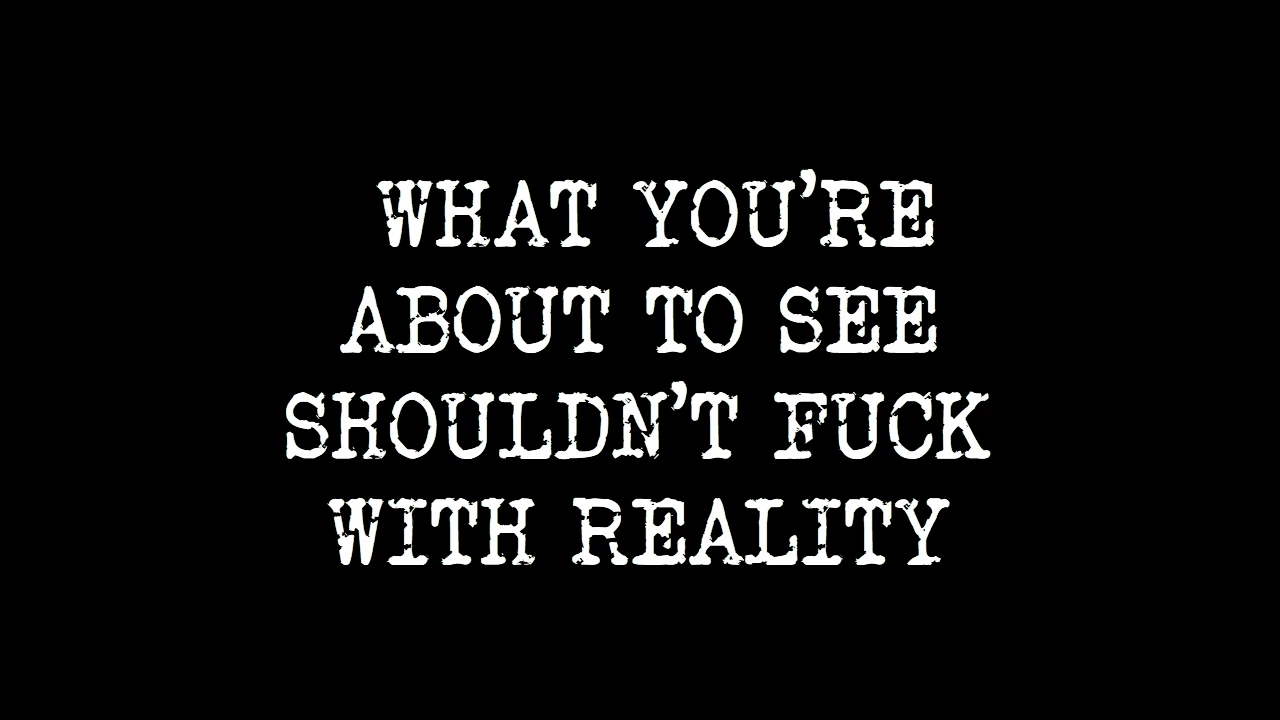 WHAT YOU’RE
ABOUT TO SEE
SHOULDN’T FUCK
WITH REALITY